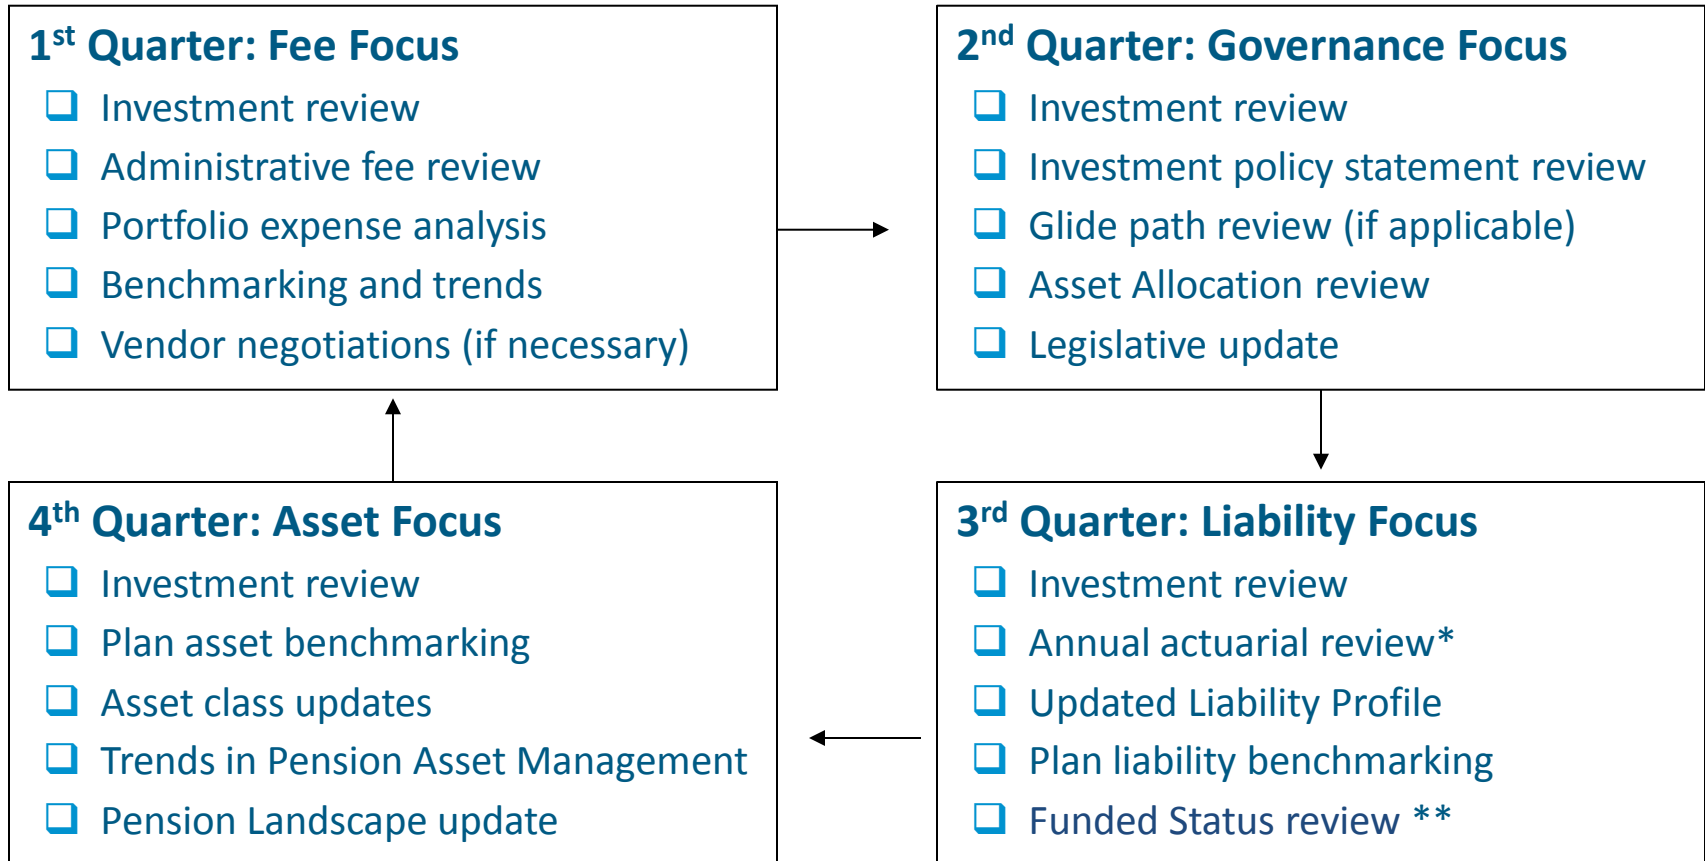 1st Quarter: Fee Focus
Investment review
Administrative fee review
Portfolio expense analysis
Benchmarking and trends
Vendor negotiations (if necessary)
2nd Quarter: Governance Focus
Investment review
Investment policy statement review
Glide path review (if applicable)
Asset Allocation review
Legislative update
3rd Quarter: Liability Focus
Investment review
Annual actuarial review*
Updated Liability Profile
Plan liability benchmarking
Funded Status review **
4th Quarter: Asset Focus
Investment review
Plan asset benchmarking
Asset class updates
Trends in Pension Asset Management
Pension Landscape update